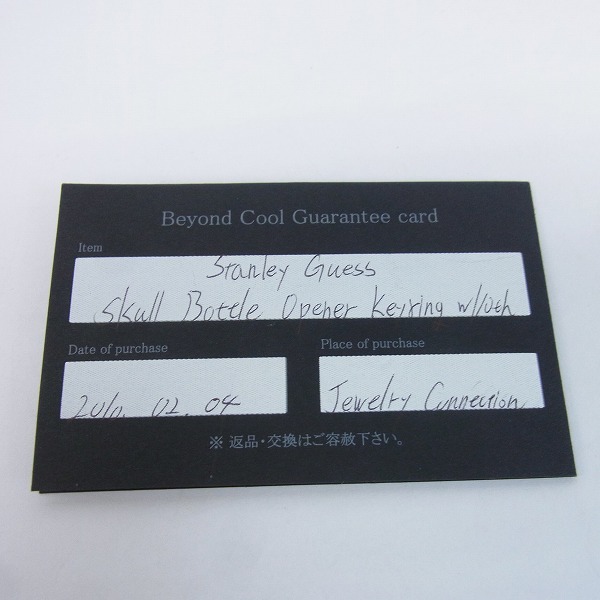 Beyond Cool Guarantee card
Item
Stanley Guess
Skull Bottle Opener Keyring w/10th
Date of purchase
Place of purchase
2010. 02. 04
Jewelry Connection
※ 返品・交換はご容赦下さい。